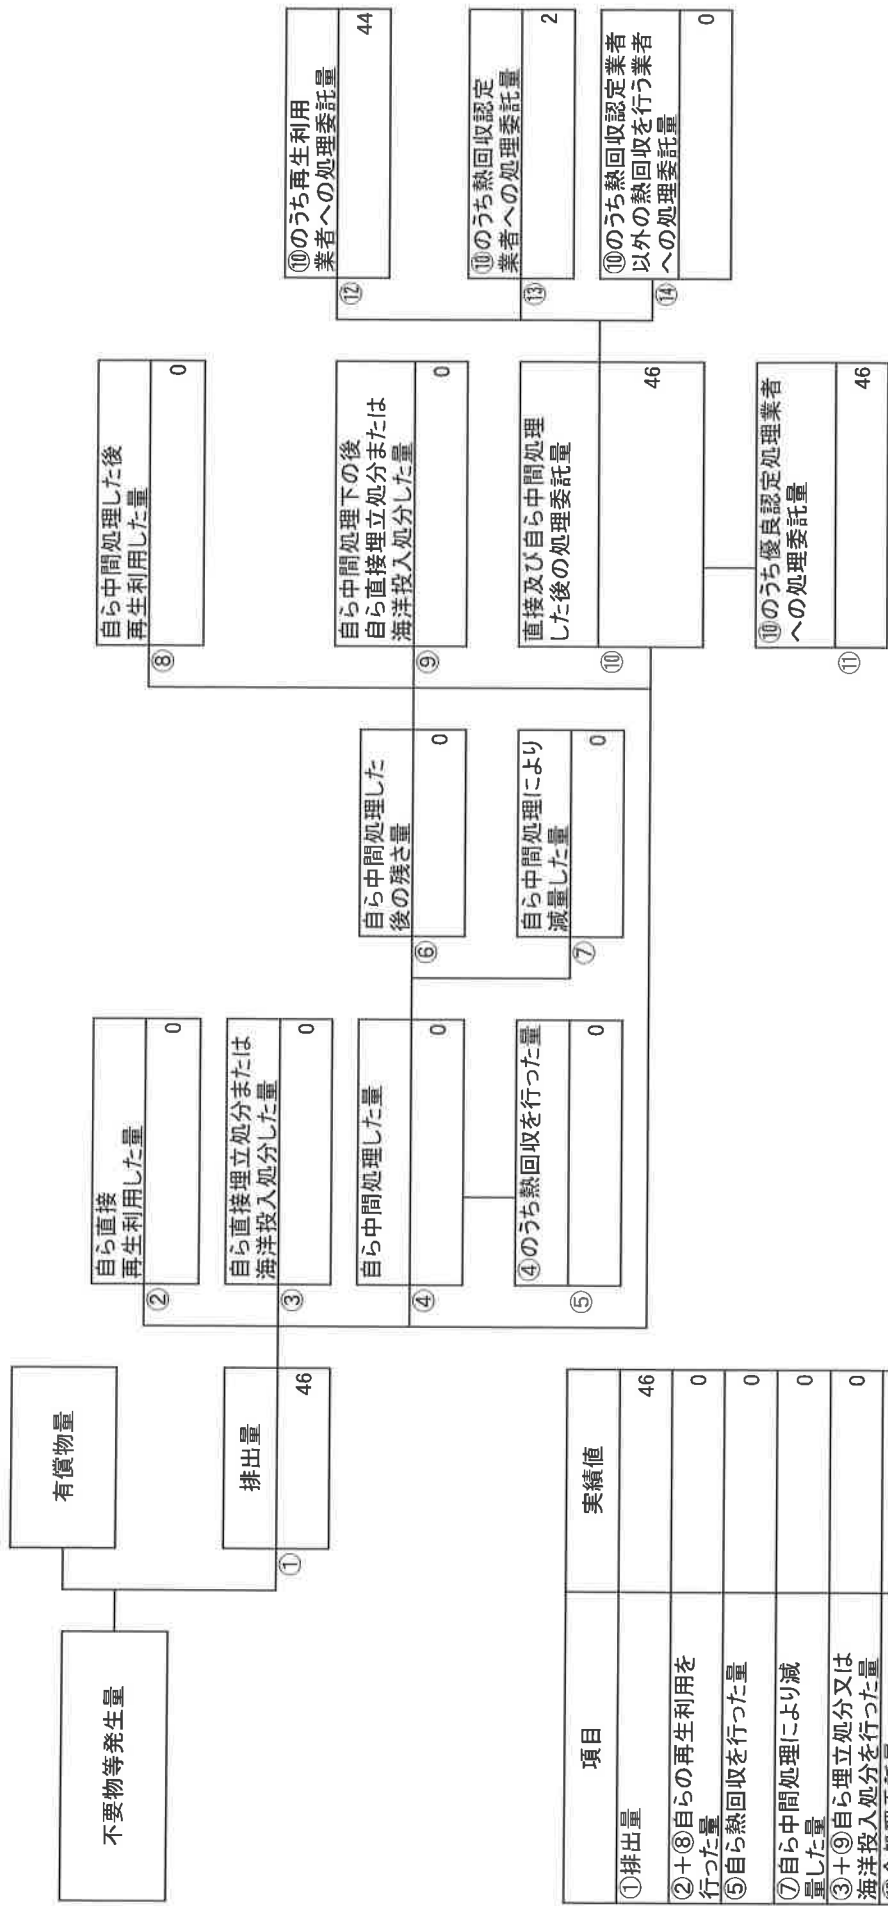 不要物等発生量
有償物量
排出量
①
46
②
自ら直接
再生利用した量
0
③
自ら直接埋立処分または
海洋投入処分した量
0
④
自ら中間処理した量
0
⑤
④のうち熱回収を行った量
0
⑥
自ら中間処理した
後の残さ量
0
⑦
自ら中間処理により
減量した量
0
⑧
自ら中間処理した後
再生利用した量
0
⑨
自ら中間処理下の後
自ら直接埋立処分または
海洋投入処分した量
0
⑩
直接及び自ら中間処理
した後の処理委託量
46
⑪
⑩のうち優良認定処理業者
への処理委託量
46
⑫
⑩のうち再生利用
業者への処理委託量
44
⑬
⑩のうち熱回収認定
業者への処理委託量
2
⑭
⑩のうち熱回収認定業者
以外の熱回収を行う業者
への処理委託量
0
項目 実績値
①排出量 46
②+⑧自らの再生利用を
行った量 0
⑤自ら熱回収を行った量 0
⑦自ら中間処理により減
量した量 0
③+⑨自ら埋立処分又は
海洋投入処分を行った量 0